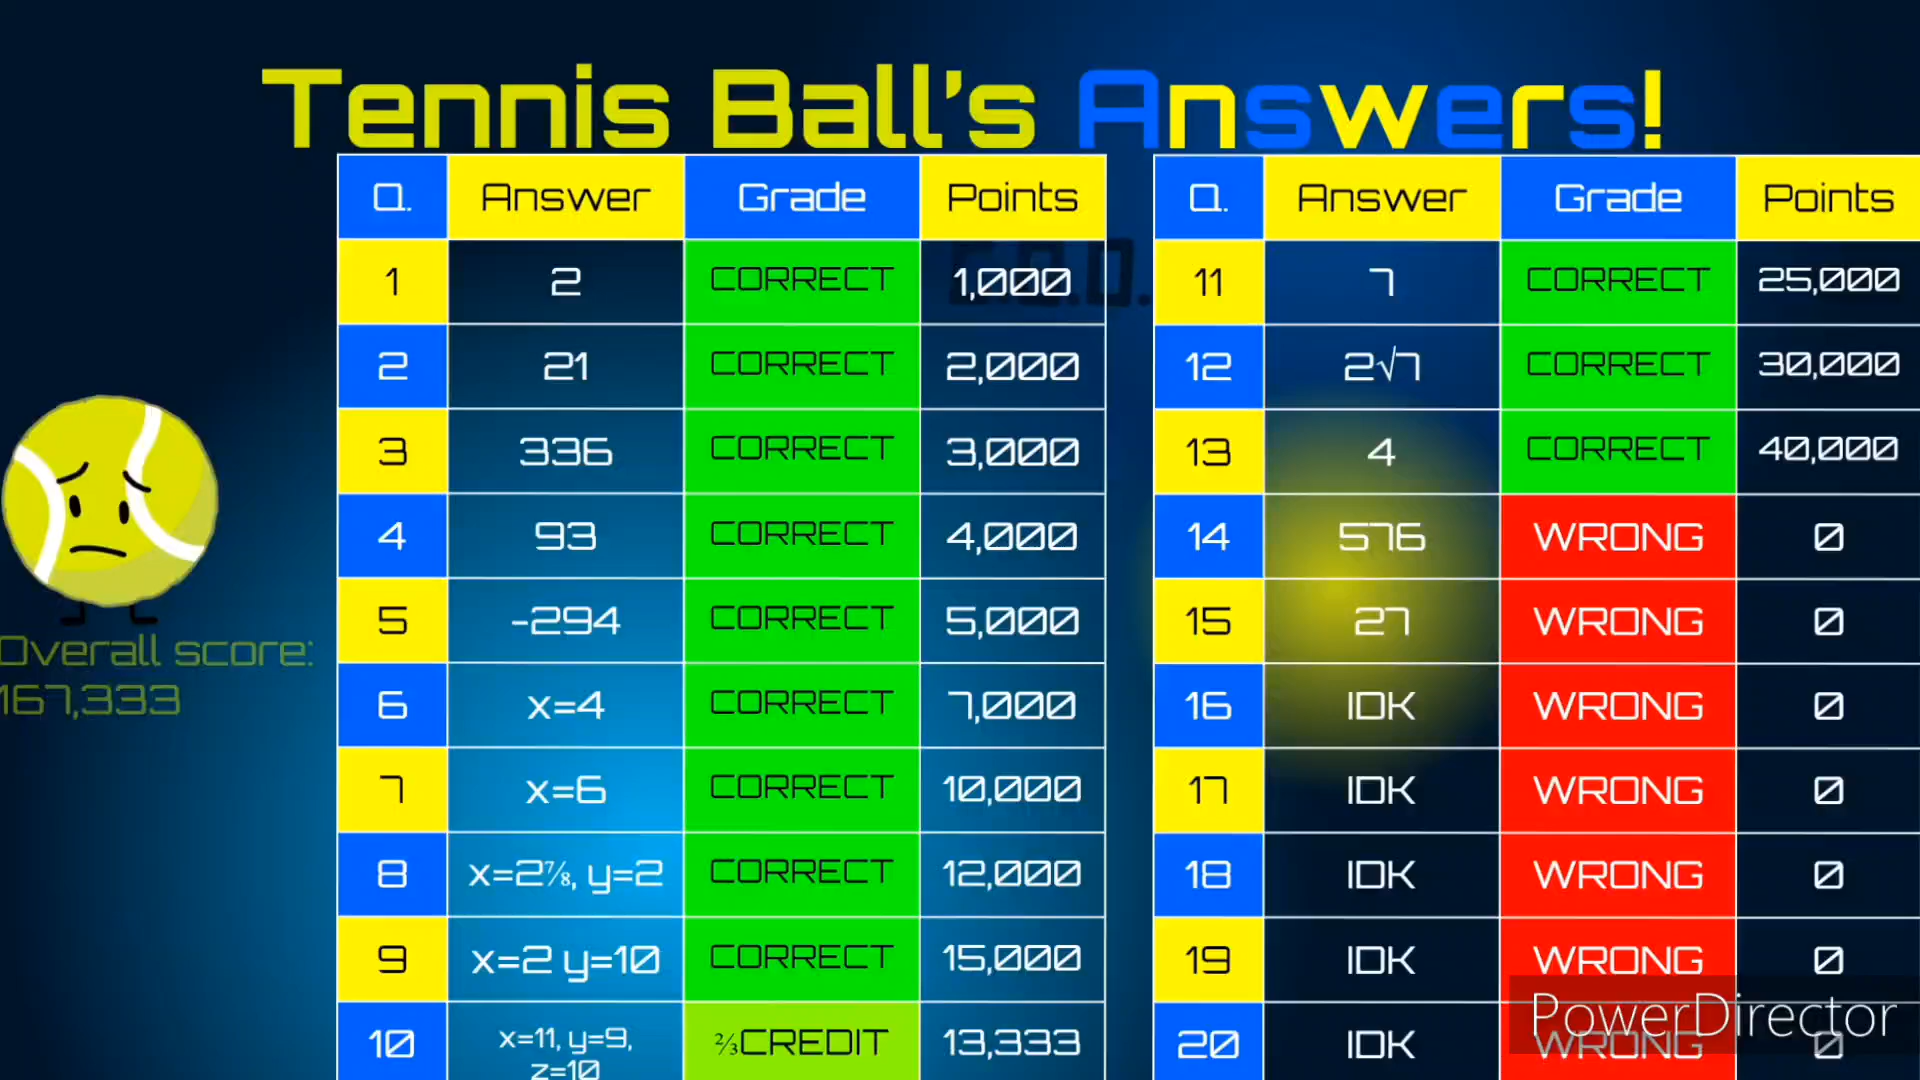 Tennis Ball's Answers!
Q. Answer Grade Points
1 2 CORRECT 1,000
2 21 CORRECT 2,000
3 336 CORRECT 3,000
4 93 CORRECT 4,000
5 -294 CORRECT 5,000
6 x=4 CORRECT 7,000
7 x=6 CORRECT 10,000
8 x=2⅞, y=2 CORRECT 12,000
9 x=2 y=10 CORRECT 15,000
10 x=11, y=9, z=10 ⅔CREDIT 13,333
Q. Answer Grade Points
11 7 CORRECT 25,000
12 2√7 CORRECT 30,000
13 4 CORRECT 40,000
14 576 WRONG 0
15 27 WRONG 0
16 IDK WRONG 0
17 IDK WRONG 0
18 IDK WRONG 0
19 IDK WRONG 0
20 IDK WRONG 0
Overall score:
167,333
PowerDirector